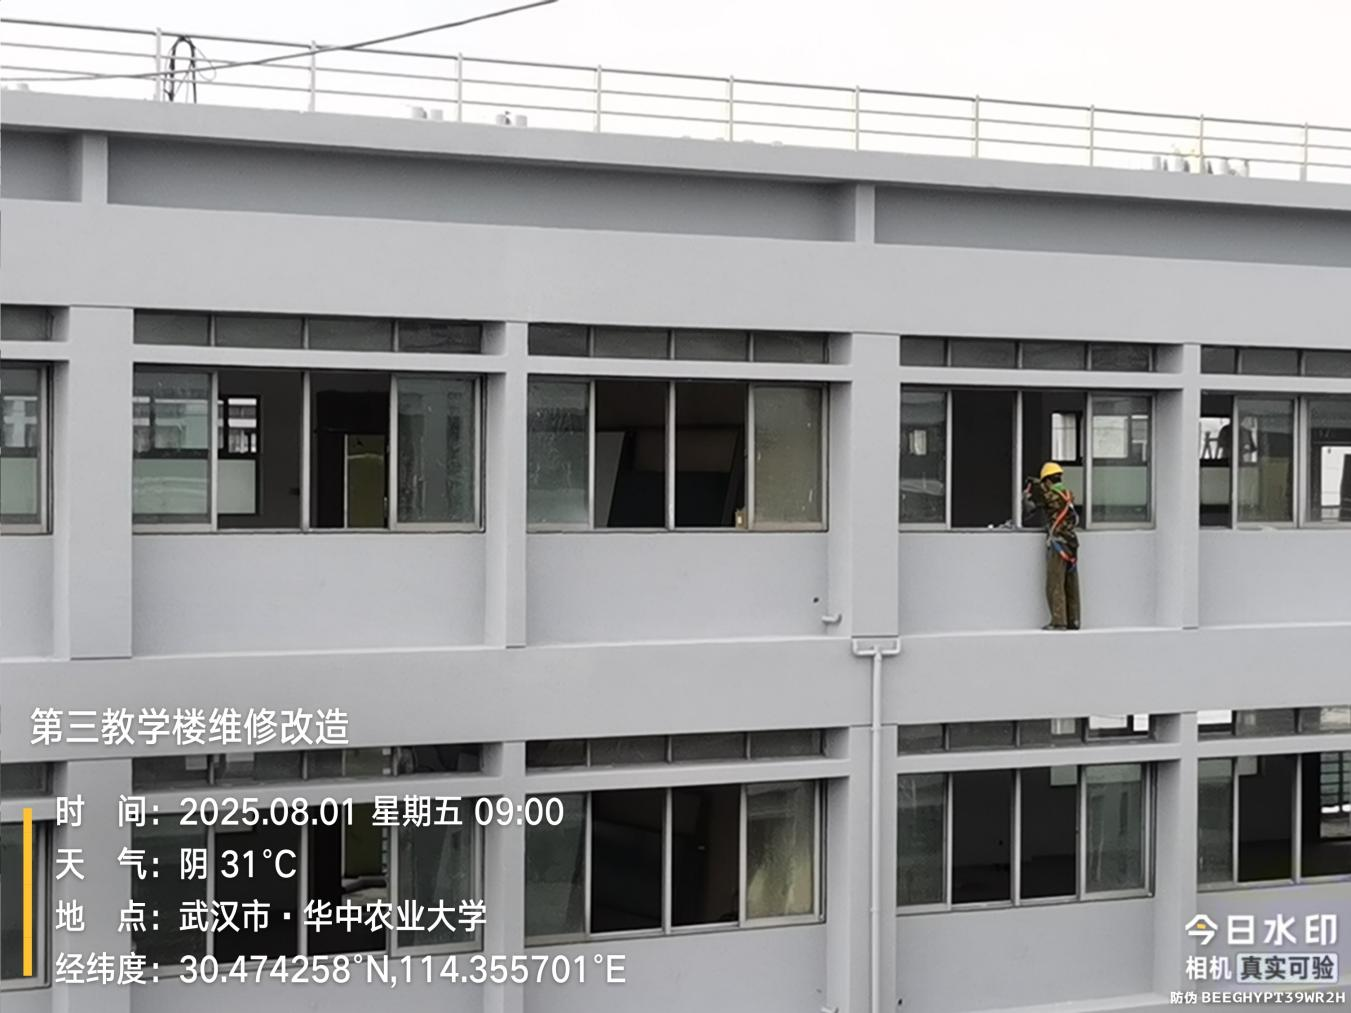 第三教学楼维修改造
时 间：2025.08.01 星期五 09:00
天 气：阴 31°C
地 点：武汉市·华中农业大学
经纬度：30.474258°N,114.355701°E
今日水印
相机 真实可验
防伪 BEEGHYPT39WR2H